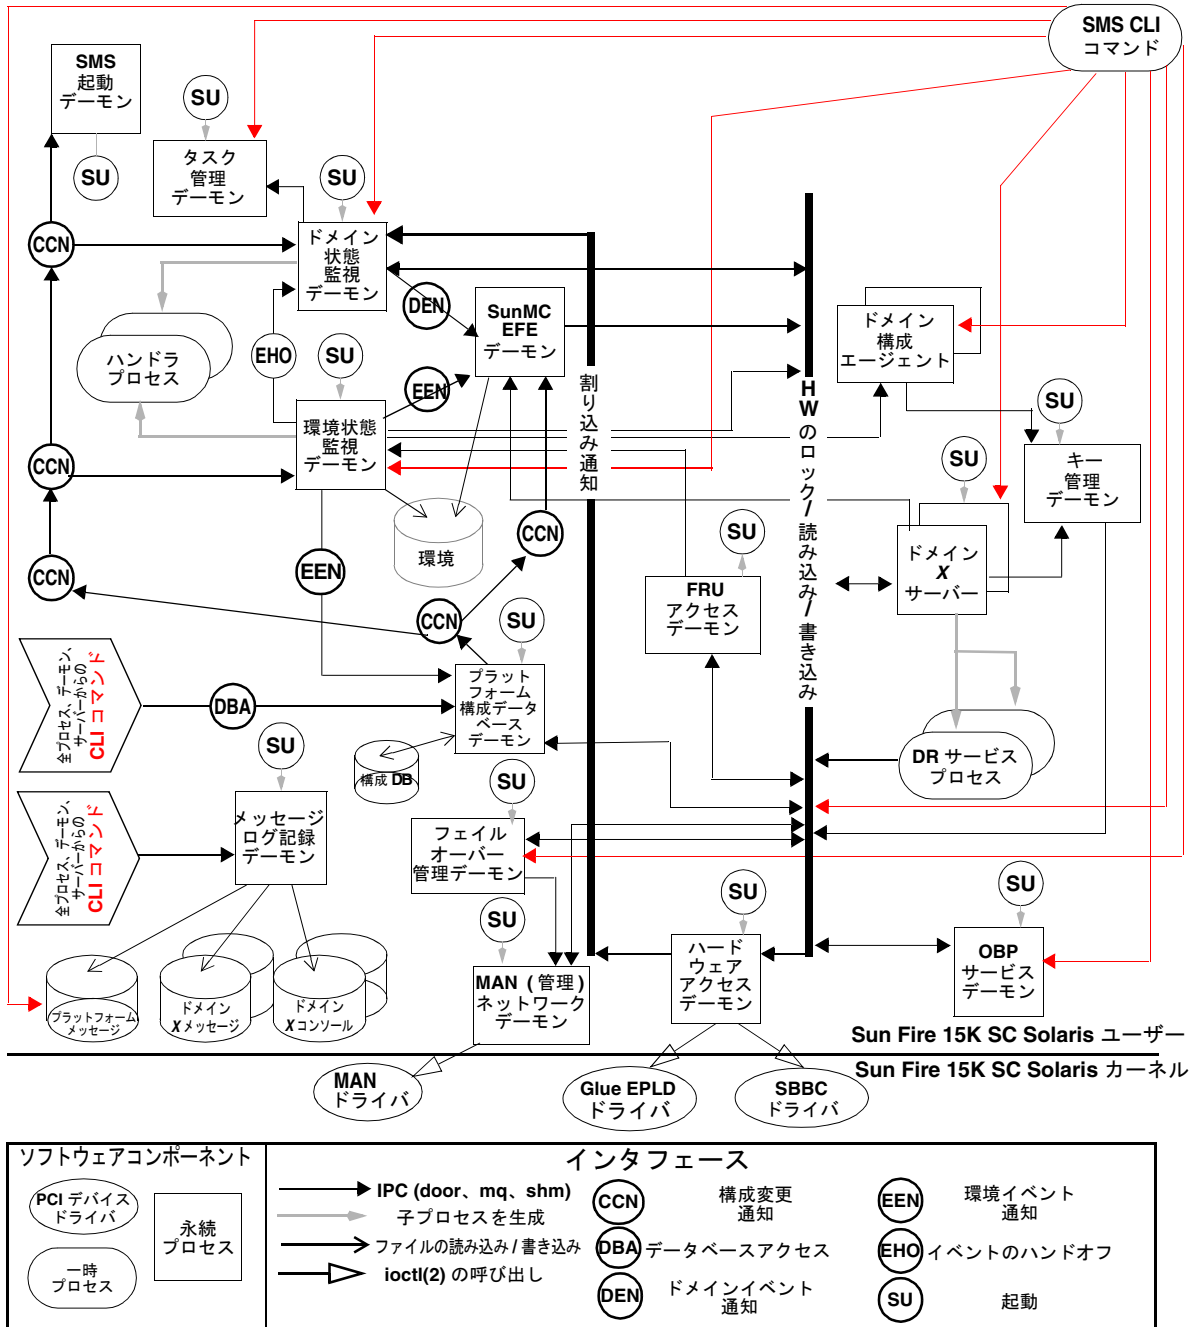 SMS CLI
コマンド
SMS
起動
デーモン
SU
SU
タスク
管理
デーモン
SU
CCN
ドメイン
状態
監視
デーモン
DEN
SunMC
EFE
デーモン
ドメイン
構成
エージェント
ハンドラ
プロセス
EHO
SU
EEN
割り込み通知
HWのロック/読み込み/書き込み
SU
環境状態
監視
デーモン
CCN
SU
キー
管理
デーモン
環境
CCN
SU
EEN
CCN
FRU
アクセス
デーモン
ドメイン
X
サーバー
CCN
SU
全プロセス、デーモン、
サーバーからの
CLI コマンド
DBA
プラット
フォーム
構成データ
ベース
デーモン
SU
構成 DB
DR サービス
プロセス
SU
全プロセス、デーモン、
サーバーからの
CLI コマンド
メッセージ
ログ記録
デーモン
フェイル
オーバー
管理デーモン
SU
SU
SU
ハード
ウェア
アクセス
デーモン
OBP
サービス
デーモン
MAN ( 管理 )
ネットワーク
デーモン
プラットフォーム
メッセージ
ドメイン
X メッセージ
ドメイン
X コンソール
Sun Fire 15K SC Solaris ユーザー
Sun Fire 15K SC Solaris カーネル
MAN
ドライバ
Glue EPLD
ドライバ
SBBC
ドライバ
ソフトウェアコンポーネント
PCI デバイス
ドライバ
永続
プロセス
一時
プロセス
インタフェース
IPC (door、mq、shm)
子プロセスを生成
ファイルの読み込み / 書き込み
ioctl(2) の呼び出し
CCN
構成変更
通知
DBA
データベースアクセス
DEN
ドメインイベント
通知
EEN
環境イベント
通知
EHO
イベントのハンドオフ
SU
起動